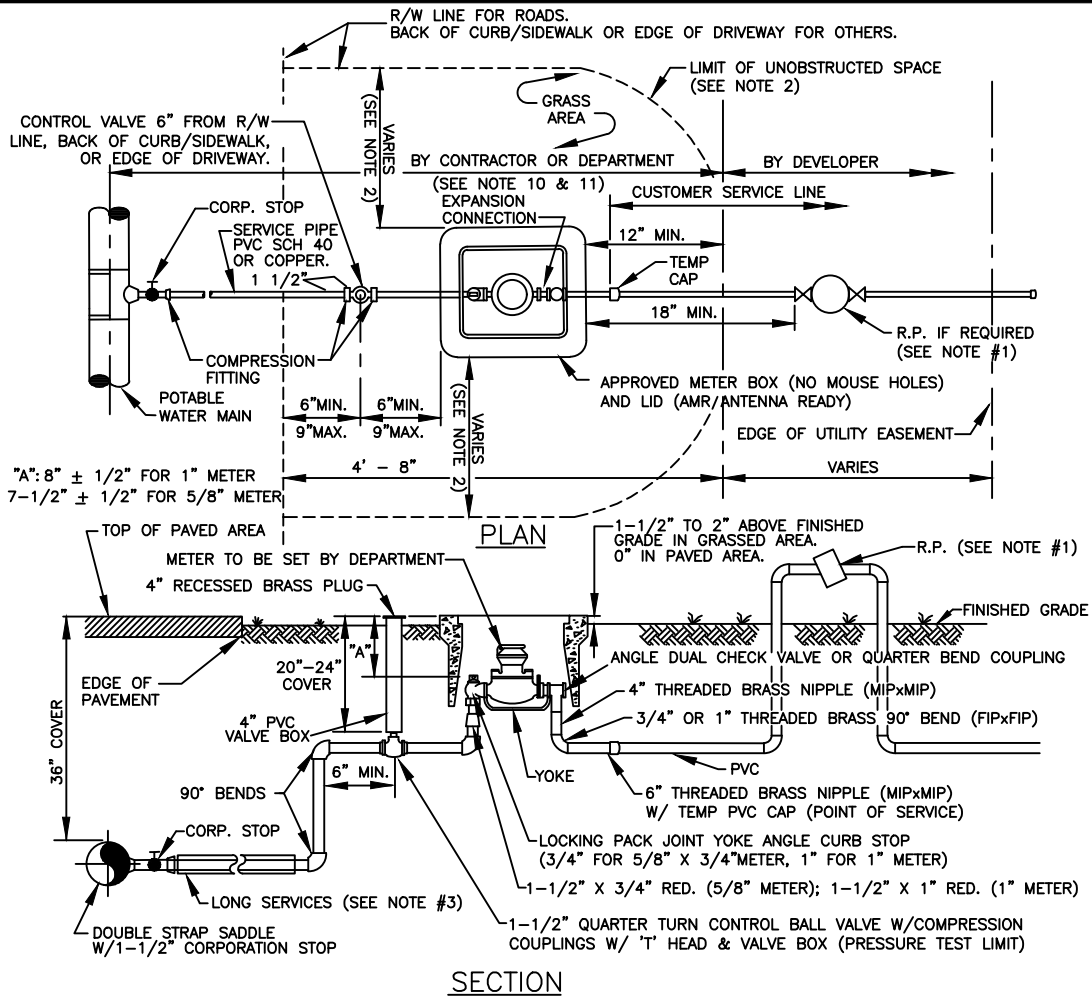 R/W LINE FOR ROADS.
BACK OF CURB/SIDEWALK OR EDGE OF DRIVEWAY FOR OTHERS.
LIMIT OF UNOBSTRUCTED SPACE
(SEE NOTE 2)
GRASS
AREA
VARIES
(SEE NOTE 2)
CONTROL VALVE 6" FROM R/W
LINE, BACK OF CURB/SIDEWALK,
OR EDGE OF DRIVEWAY.
BY CONTRACTOR OR DEPARTMENT
(SEE NOTE 10 & 11)
BY DEVELOPER
CUSTOMER SERVICE LINE
EXPANSION
CONNECTION
CORP. STOP
SERVICE PIPE
PVC SCH 40
OR COPPER.
1 1/2"
12" MIN.
TEMP
CAP
18" MIN.
R.P. IF REQUIRED
(SEE NOTE #1)
COMPRESSION
FITTING
POTABLE
WATER MAIN
6"MIN.
9"MAX.
6"MIN.
9"MAX.
VARIES
(SEE NOTE 2)
APPROVED METER BOX (NO MOUSE HOLES)
AND LID (AMR/ANTENNA READY)
EDGE OF UTILITY EASEMENT
4' - 8"
VARIES
"A": 8" ± 1/2" FOR 1" METER
7-1/2" ± 1/2" FOR 5/8" METER
PLAN
TOP OF PAVED AREA
METER TO BE SET BY DEPARTMENT
4" RECESSED BRASS PLUG
1-1/2" TO 2" ABOVE FINISHED
GRADE IN GRASSED AREA.
0" IN PAVED AREA.
R.P. (SEE NOTE #1)
FINISHED GRADE
"A"
20"-24"
COVER
EDGE OF
PAVEMENT
4" PVC
VALVE BOX
36" COVER
ANGLE DUAL CHECK VALVE OR QUARTER BEND COUPLING
4" THREADED BRASS NIPPLE (MIPxMIP)
3/4" OR 1" THREADED BRASS 90° BEND (FIPxFIP)
6" MIN.
YOKE
PVC
90° BENDS
6" THREADED BRASS NIPPLE (MIPxMIP)
W/ TEMP PVC CAP (POINT OF SERVICE)
CORP. STOP
LOCKING PACK JOINT YOKE ANGLE CURB STOP
(3/4" FOR 5/8" X 3/4"METER, 1" FOR 1" METER)
LONG SERVICES (SEE NOTE #3)
1-1/2" X 3/4" RED. (5/8" METER); 1-1/2" X 1" RED. (1" METER)
DOUBLE STRAP SADDLE
W/1-1/2" CORPORATION STOP
1-1/2" QUARTER TURN CONTROL BALL VALVE W/COMPRESSION
COUPLINGS W/ 'T' HEAD & VALVE BOX (PRESSURE TEST LIMIT)
SECTION